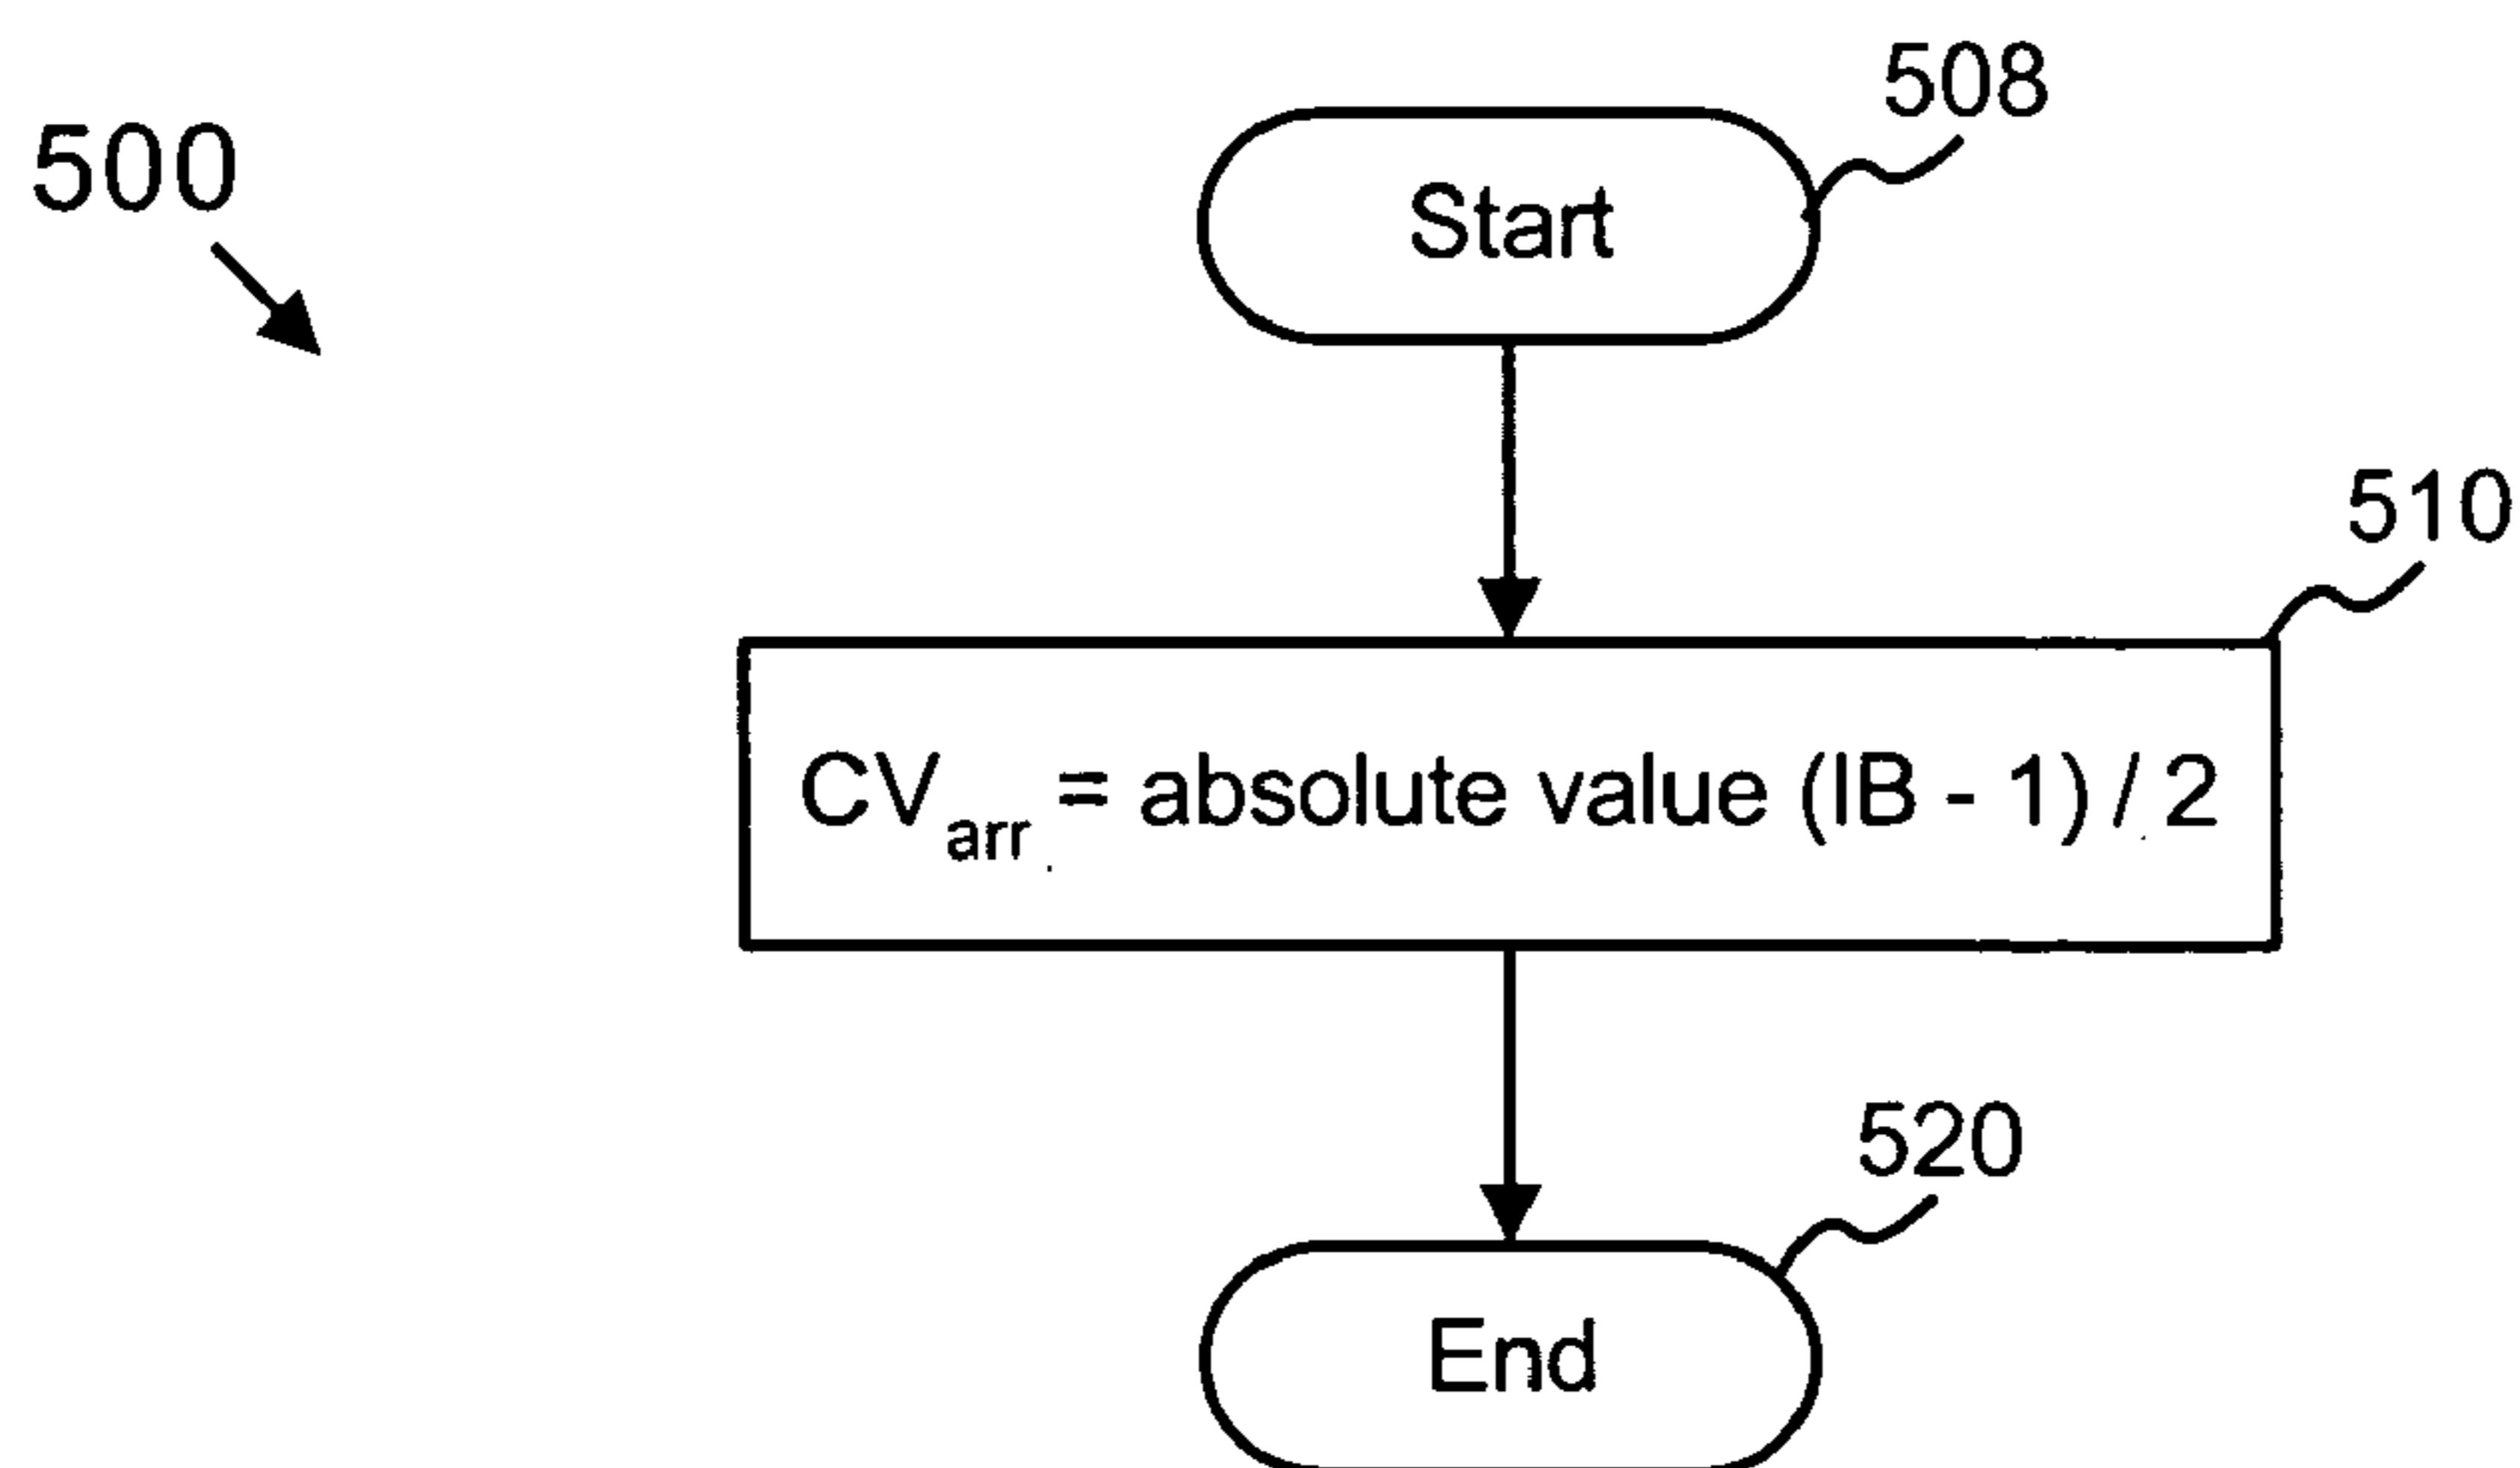 508
500
Start
510
CVarr = absolute value (IB - 1) / 2
520
End